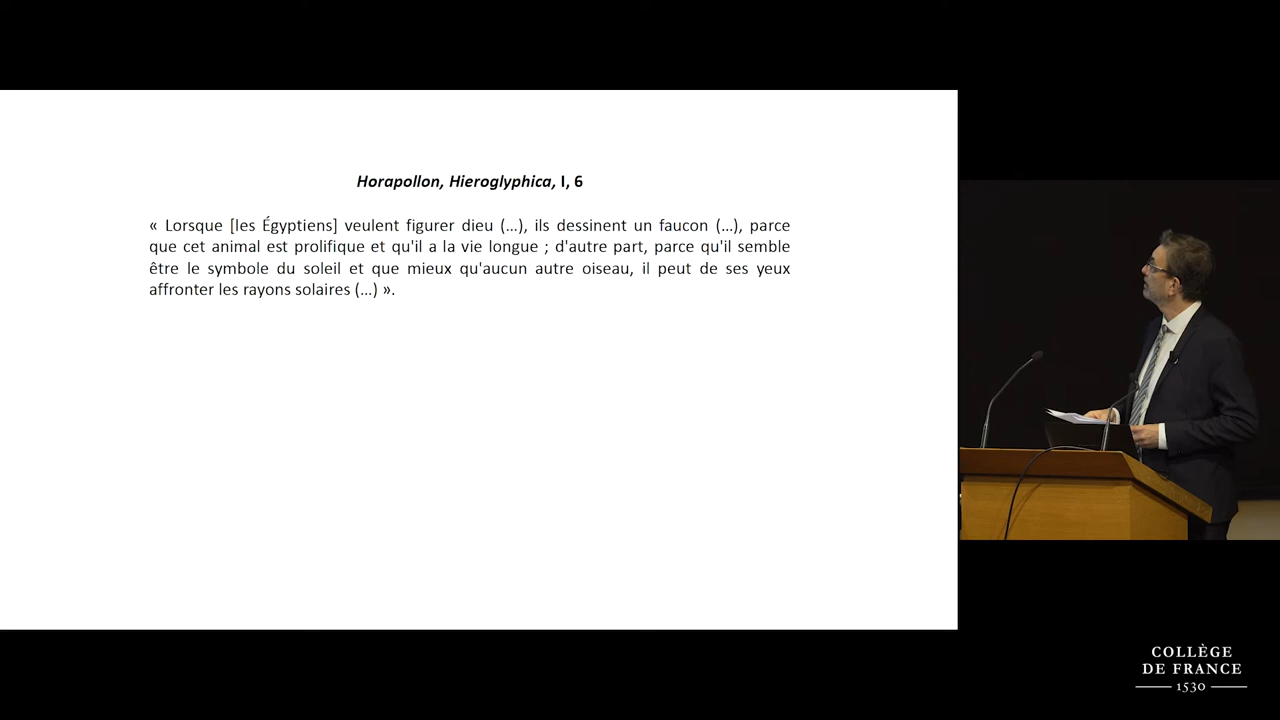 Horapollon, Hieroglyphica, I, 6
« Lorsque [les Égyptiens] veulent figurer dieu (...), ils dessinent un faucon (...), parce
que cet animal est prolifique et qu'il a la vie longue ; d'autre part, parce qu'il semble
être le symbole du soleil et que mieux qu'aucun autre oiseau, il peut de ses yeux
affronter les rayons solaires (...) ».
COLLÈGE
DE FRANCE
1530